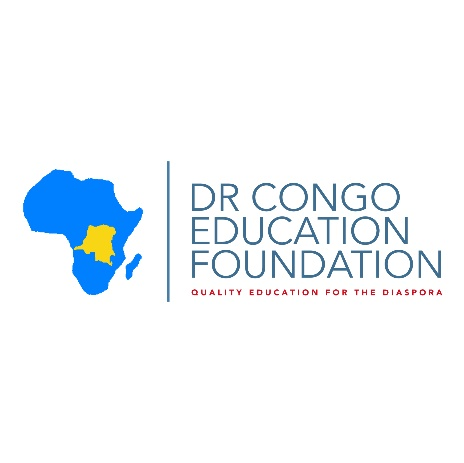 DR CONGO
EDUCATION
FOUNDATION
QUALITY EDUCATION FOR THE DIASPORA